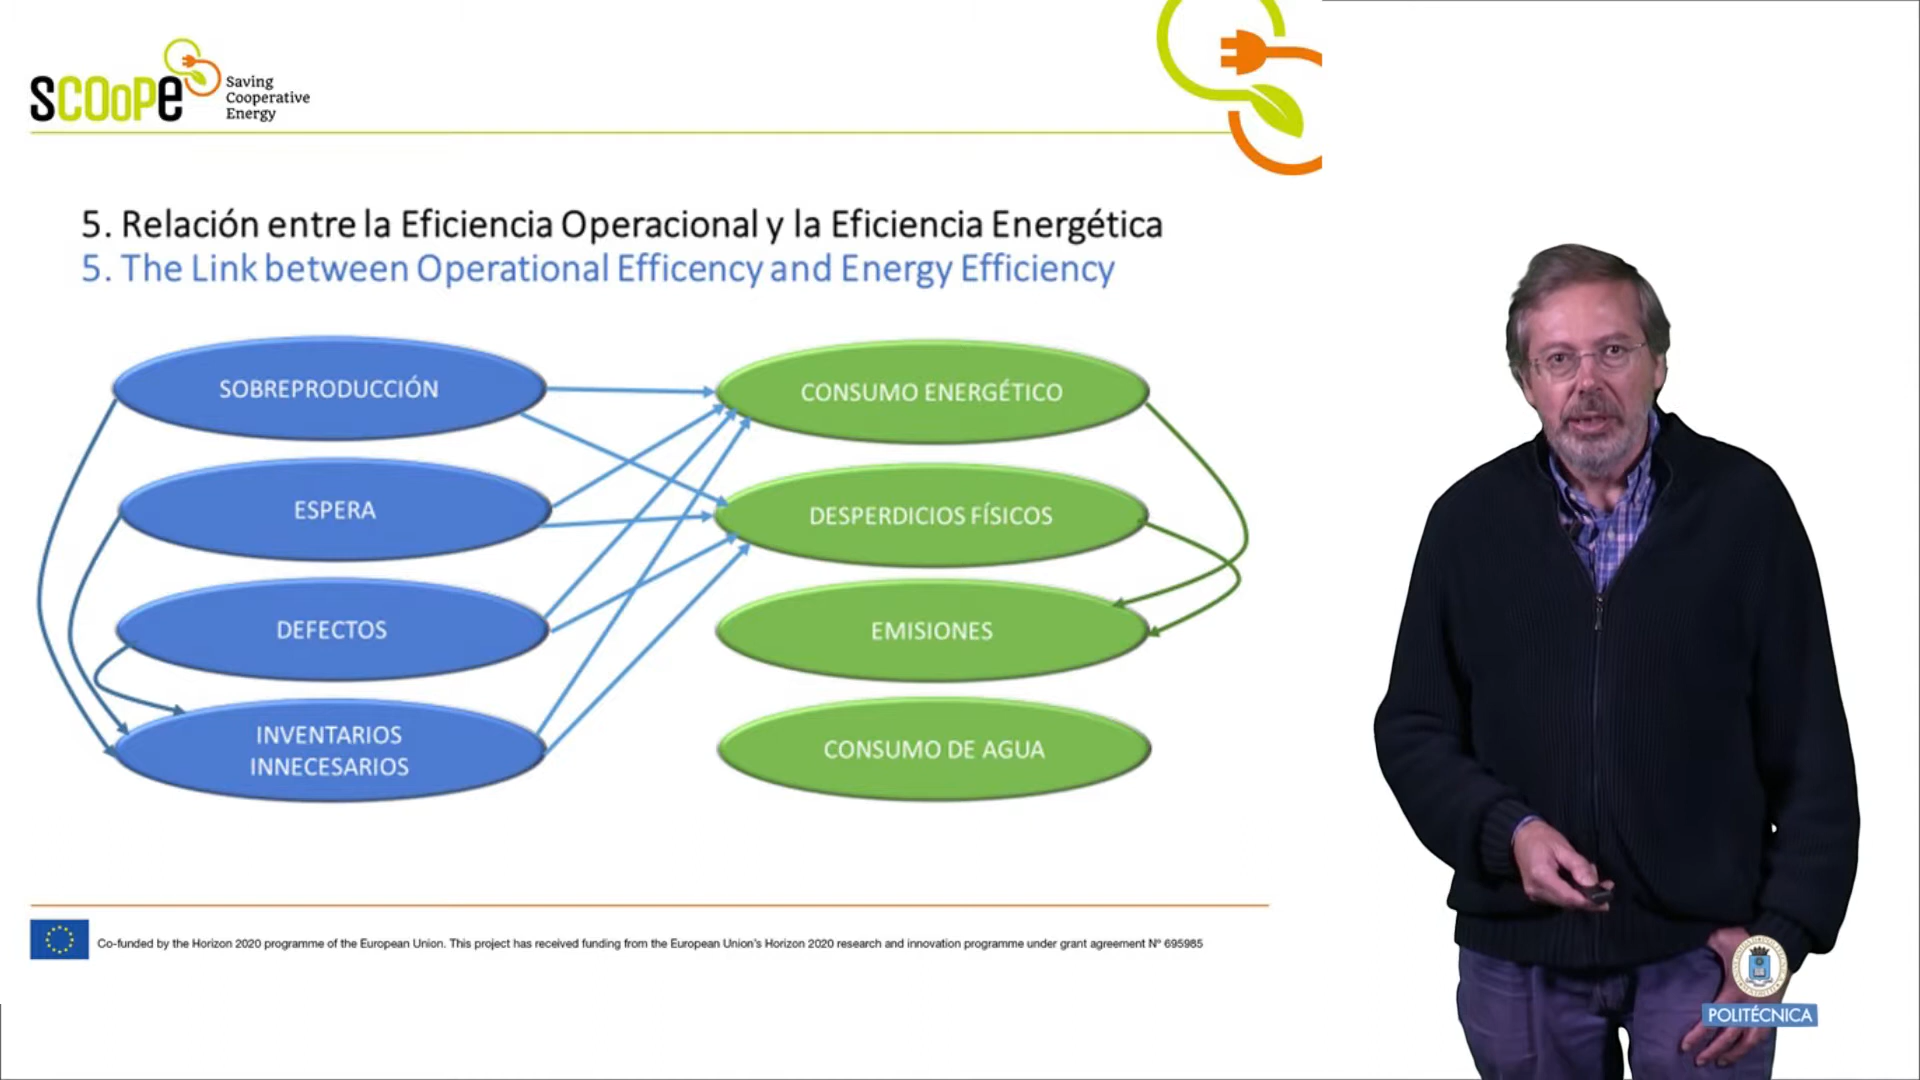 scoope
Saving
Cooperative
Energy
5. Relación entre la Eficiencia Operacional y la Eficiencia Energética
5. The Link between Operational Efficency and Energy Efficiency
SOBREPRODUCCIÓN
CONSUMO ENERGÉTICO
ESPERA
DESPERDICIOS FÍSICOS
DEFECTOS
EMISIONES
INVENTARIOS
INNECESARIOS
CONSUMO DE AGUA
Co-funded by the Horizon 2020 programme of the European Union. This project has received funding from the European Union's Horizon 2020 research and innovation programme under grant agreement Nº 695985
POLITÉCNICA